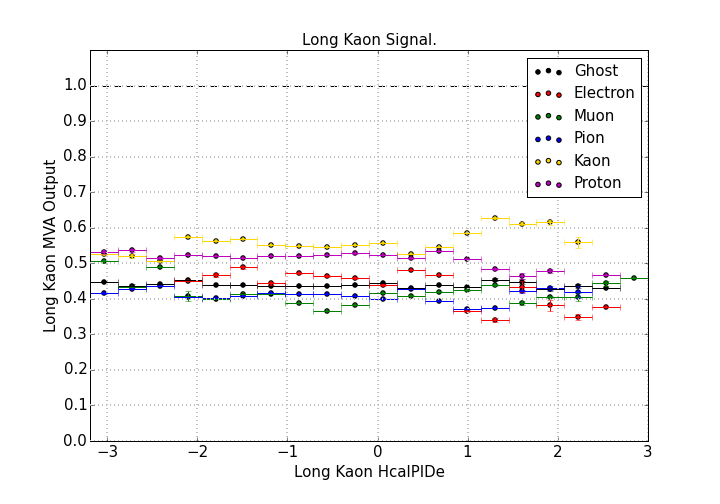 Long Kaon Signal.
Long Kaon MVA Output
1.0
0.9
0.8
0.7
0.6
0.5
0.4
0.3
0.2
0.1
0.0
Ghost
Electron
Muon
Pion
Kaon
Proton
−3 −2 −1 0 1 2 3
Long Kaon HcalPIDe